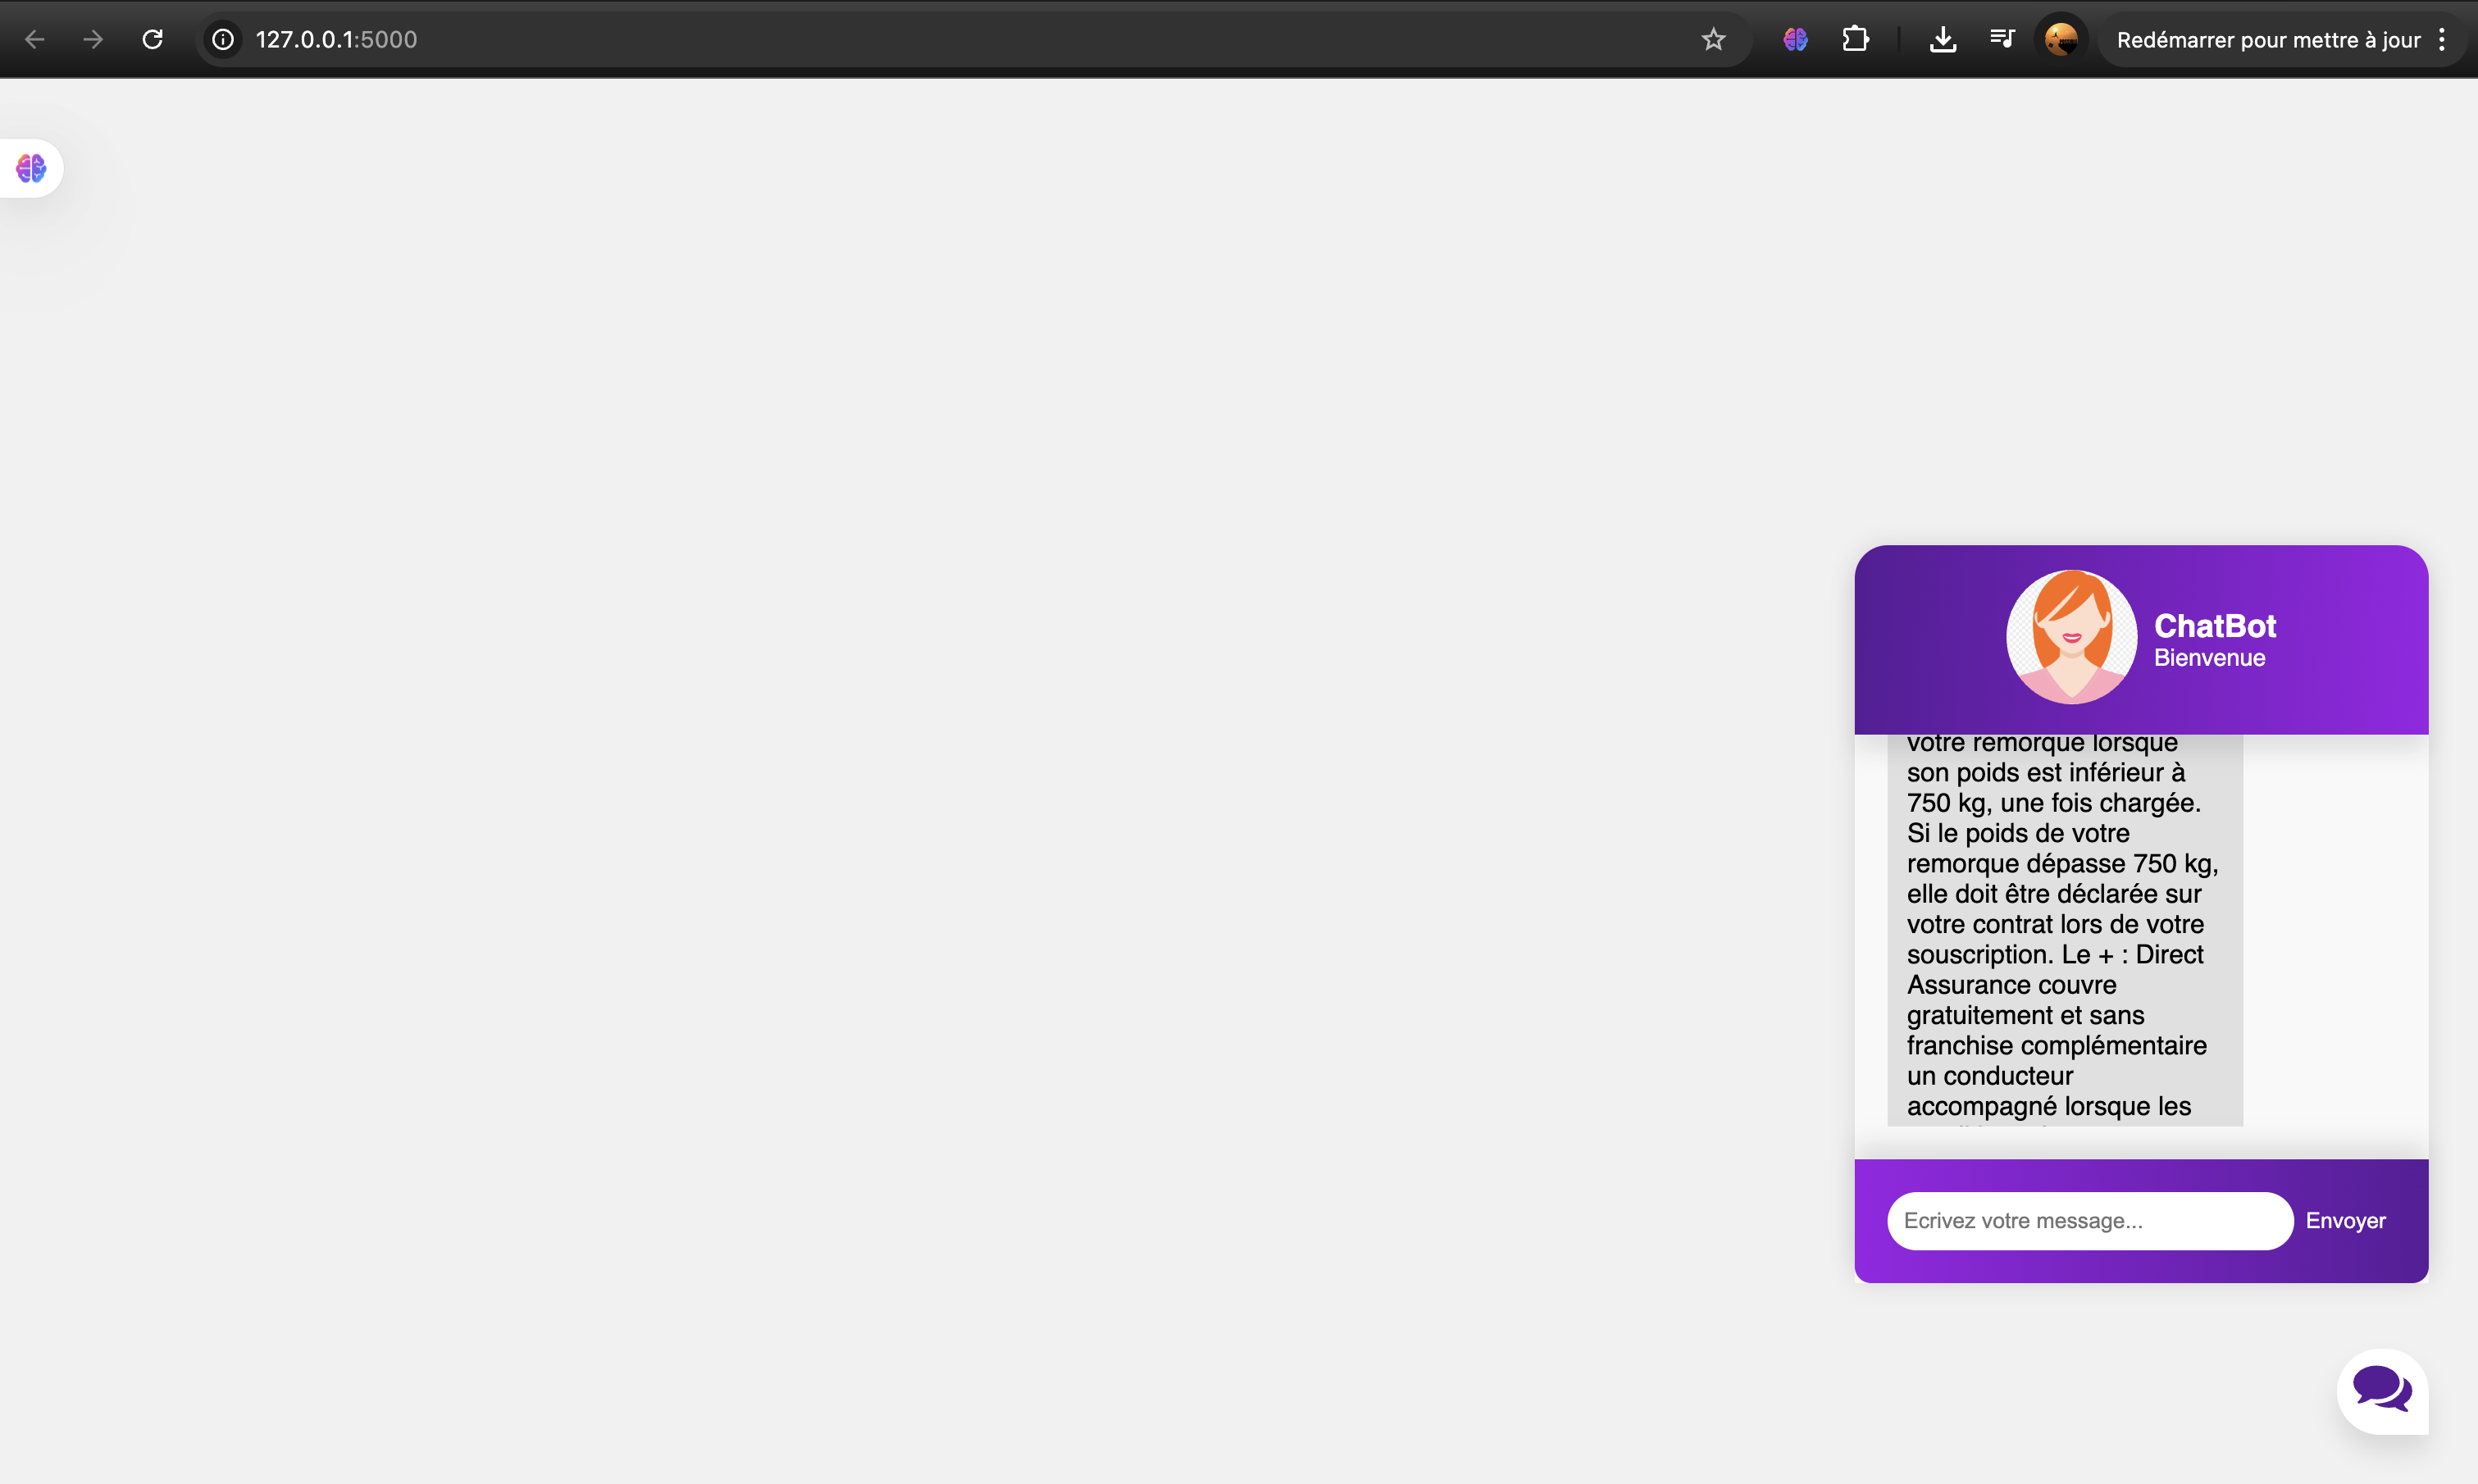 127.0.0.1:5000
Redémarrer pour mettre à jour
ChatBot
Bienvenue
votre remorque lorsque
son poids est inférieur à
750 kg, une fois chargée.
Si le poids de votre
remorque dépasse 750 kg,
elle doit être déclarée sur
votre contrat lors de votre
souscription. Le + : Direct
Assurance couvre
gratuitement et sans
franchise complémentaire
un conducteur
accompagné lorsque les
Ecrivez votre message...
Envoyer